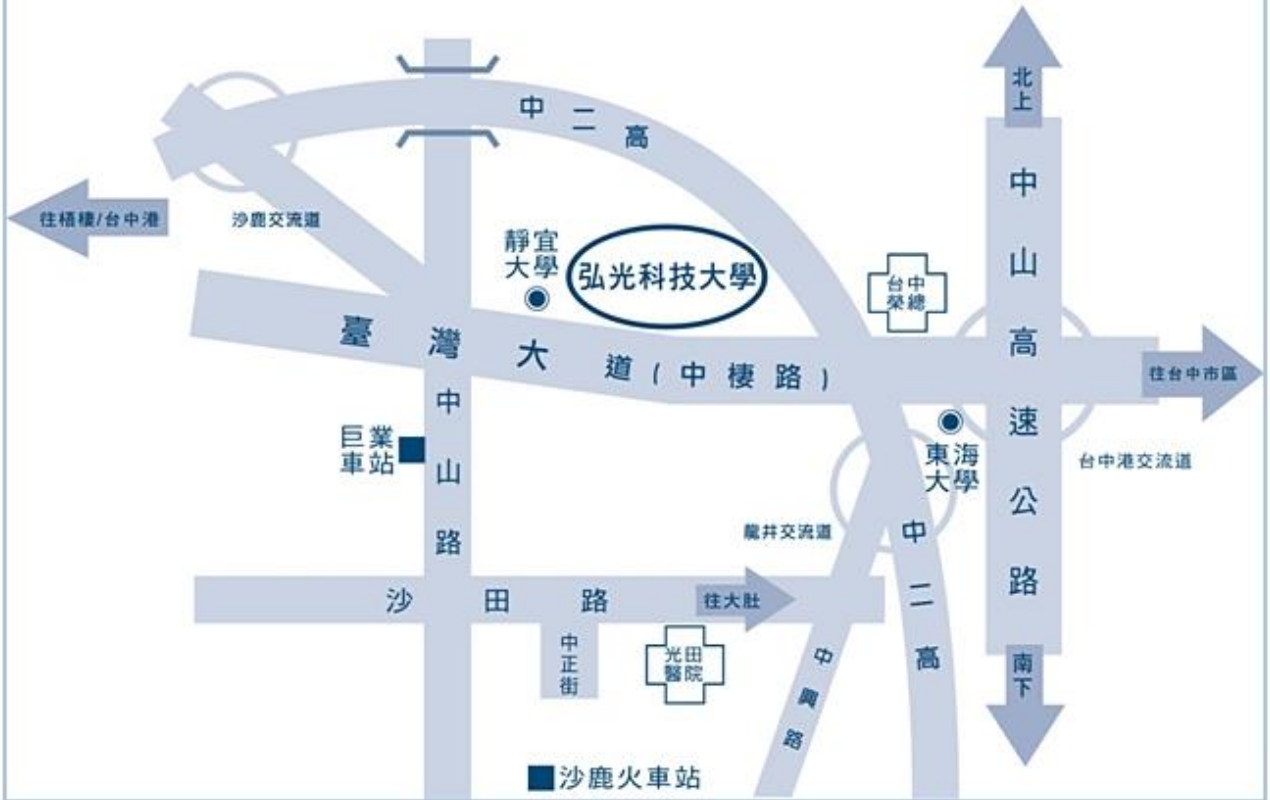 北上
中二高
中山高速公路
往梧棲/台中港
沙鹿交流道
靜宜
大學
弘光科技大學
台中
榮總
臺灣大道(中棲路)
往台中市區
中山路
巨業
車站
東海
大學
台中港交流道
龍井交流道
中二高
沙田路
往大肚
中正街
光田
醫院
中興路
南下
沙鹿火車站